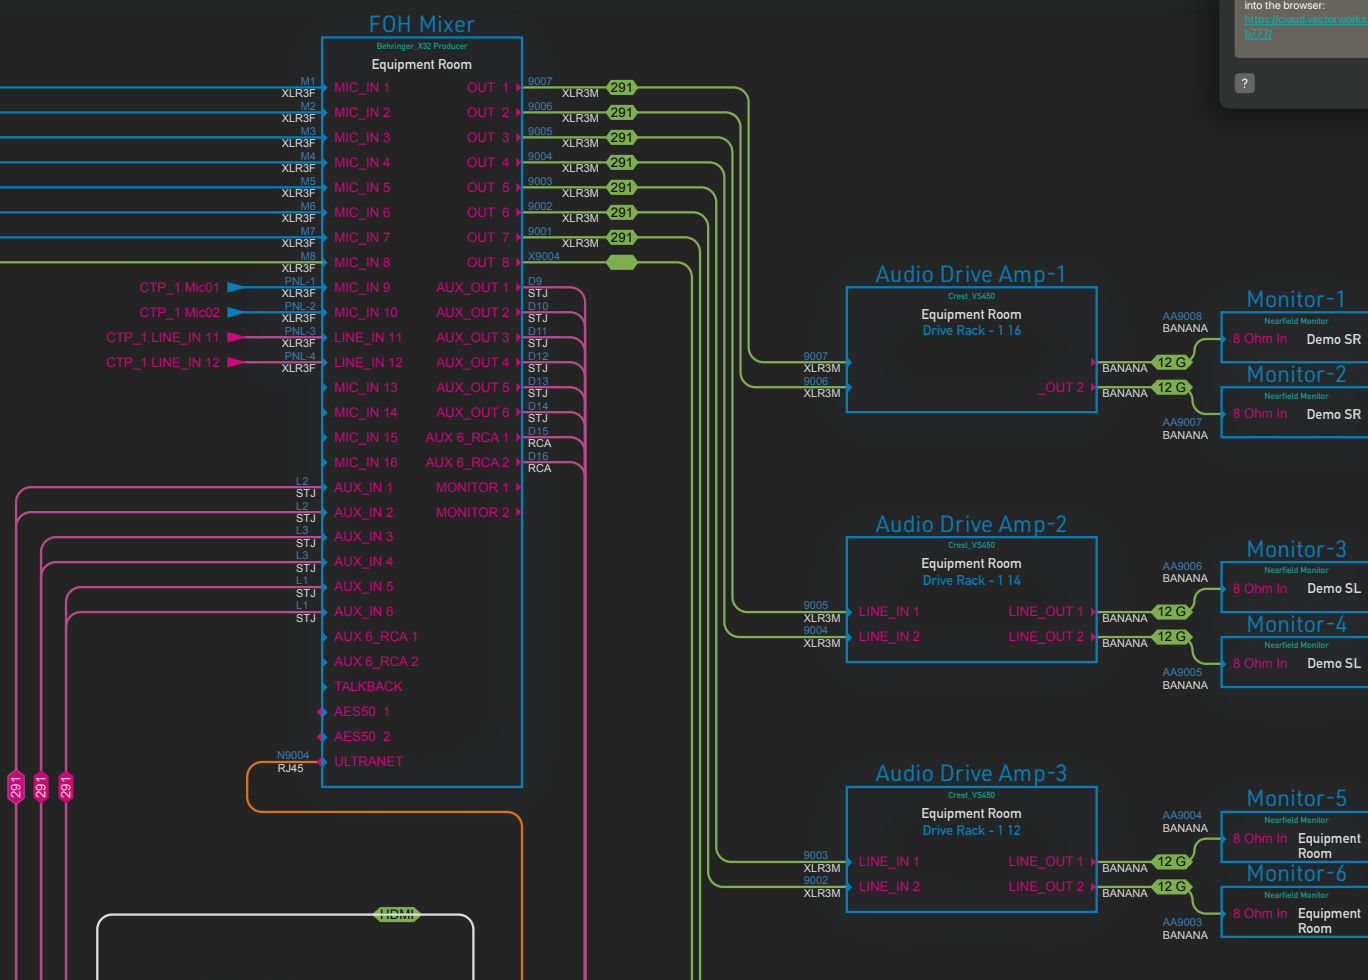 into the browser:
https://cloud.vectorworks.
b777/
?
FOH Mixer
Behringer_X32 Producer
Equipment Room
M1
XLR3F
MIC_IN 1
OUT 1
9007
XLR3M
291
M2
XLR3F
MIC_IN 2
OUT 2
9006
XLR3M
291
M3
XLR3F
MIC_IN 3
OUT 3
9005
XLR3M
291
M4
XLR3F
MIC_IN 4
OUT 4
9004
XLR3M
291
M5
XLR3F
MIC_IN 5
OUT 5
9003
XLR3M
291
M6
XLR3F
MIC_IN 6
OUT 6
9002
XLR3M
291
M7
XLR3F
MIC_IN 7
OUT 7
9001
XLR3M
291
M8
XLR3F
MIC_IN 8
OUT 8
X9004
CTP_1 Mic01
PNL-1
XLR3F
MIC_IN 9
AUX_OUT 1
D9
STJ
CTP_1 Mic02
PNL-2
XLR3F
MIC_IN 10
AUX_OUT 2
D10
STJ
CTP_1 LINE_IN 11
PNL-3
XLR3F
LINE_IN 11
AUX_OUT 3
D11
STJ
CTP_1 LINE_IN 12
PNL-4
XLR3F
LINE_IN 12
AUX_OUT 4
D12
STJ
MIC_IN 13
AUX_OUT 5
D13
STJ
MIC_IN 14
AUX_OUT 6
D14
STJ
MIC_IN 15
AUX 6_RCA 1
D15
RCA
MIC_IN 16
AUX 6_RCA 2
D16
RCA
L2
STJ
AUX_IN 1
MONITOR 1
L2
STJ
AUX_IN 2
MONITOR 2
L3
STJ
AUX_IN 3
L3
STJ
AUX_IN 4
L1
STJ
AUX_IN 5
L1
STJ
AUX_IN 6
AUX 6_RCA 1
AUX 6_RCA 2
TALKBACK
AES50 1
AES50 2
N9004
RJ45
ULTRANET
291
291
291
HDMI
Audio Drive Amp-1
Crest_VS450
Equipment Room
Drive Rack - 1 16
9007
XLR3M
9006
XLR3M
_OUT 2
BANANA
12 G
BANANA
12 G
AA9008
BANANA
AA9007
BANANA
Monitor-1
Nearfield Monitor
8 Ohm In
Demo SR
Monitor-2
Nearfield Monitor
8 Ohm In
Demo SR
Audio Drive Amp-2
Crest_VS450
Equipment Room
Drive Rack - 1 14
9005
XLR3M
LINE_IN 1
LINE_OUT 1
BANANA
12 G
9004
XLR3M
LINE_IN 2
LINE_OUT 2
BANANA
12 G
AA9006
BANANA
AA9005
BANANA
Monitor-3
Nearfield Monitor
8 Ohm In
Demo SL
Monitor-4
Nearfield Monitor
8 Ohm In
Demo SL
Audio Drive Amp-3
Crest_VS450
Equipment Room
Drive Rack - 1 12
9003
XLR3M
LINE_IN 1
LINE_OUT 1
BANANA
12 G
9002
XLR3M
LINE_IN 2
LINE_OUT 2
BANANA
12 G
AA9004
BANANA
AA9003
BANANA
Monitor-5
Nearfield Monitor
8 Ohm In
Equipment
Room
Monitor-6
Nearfield Monitor
8 Ohm In
Equipment
Room